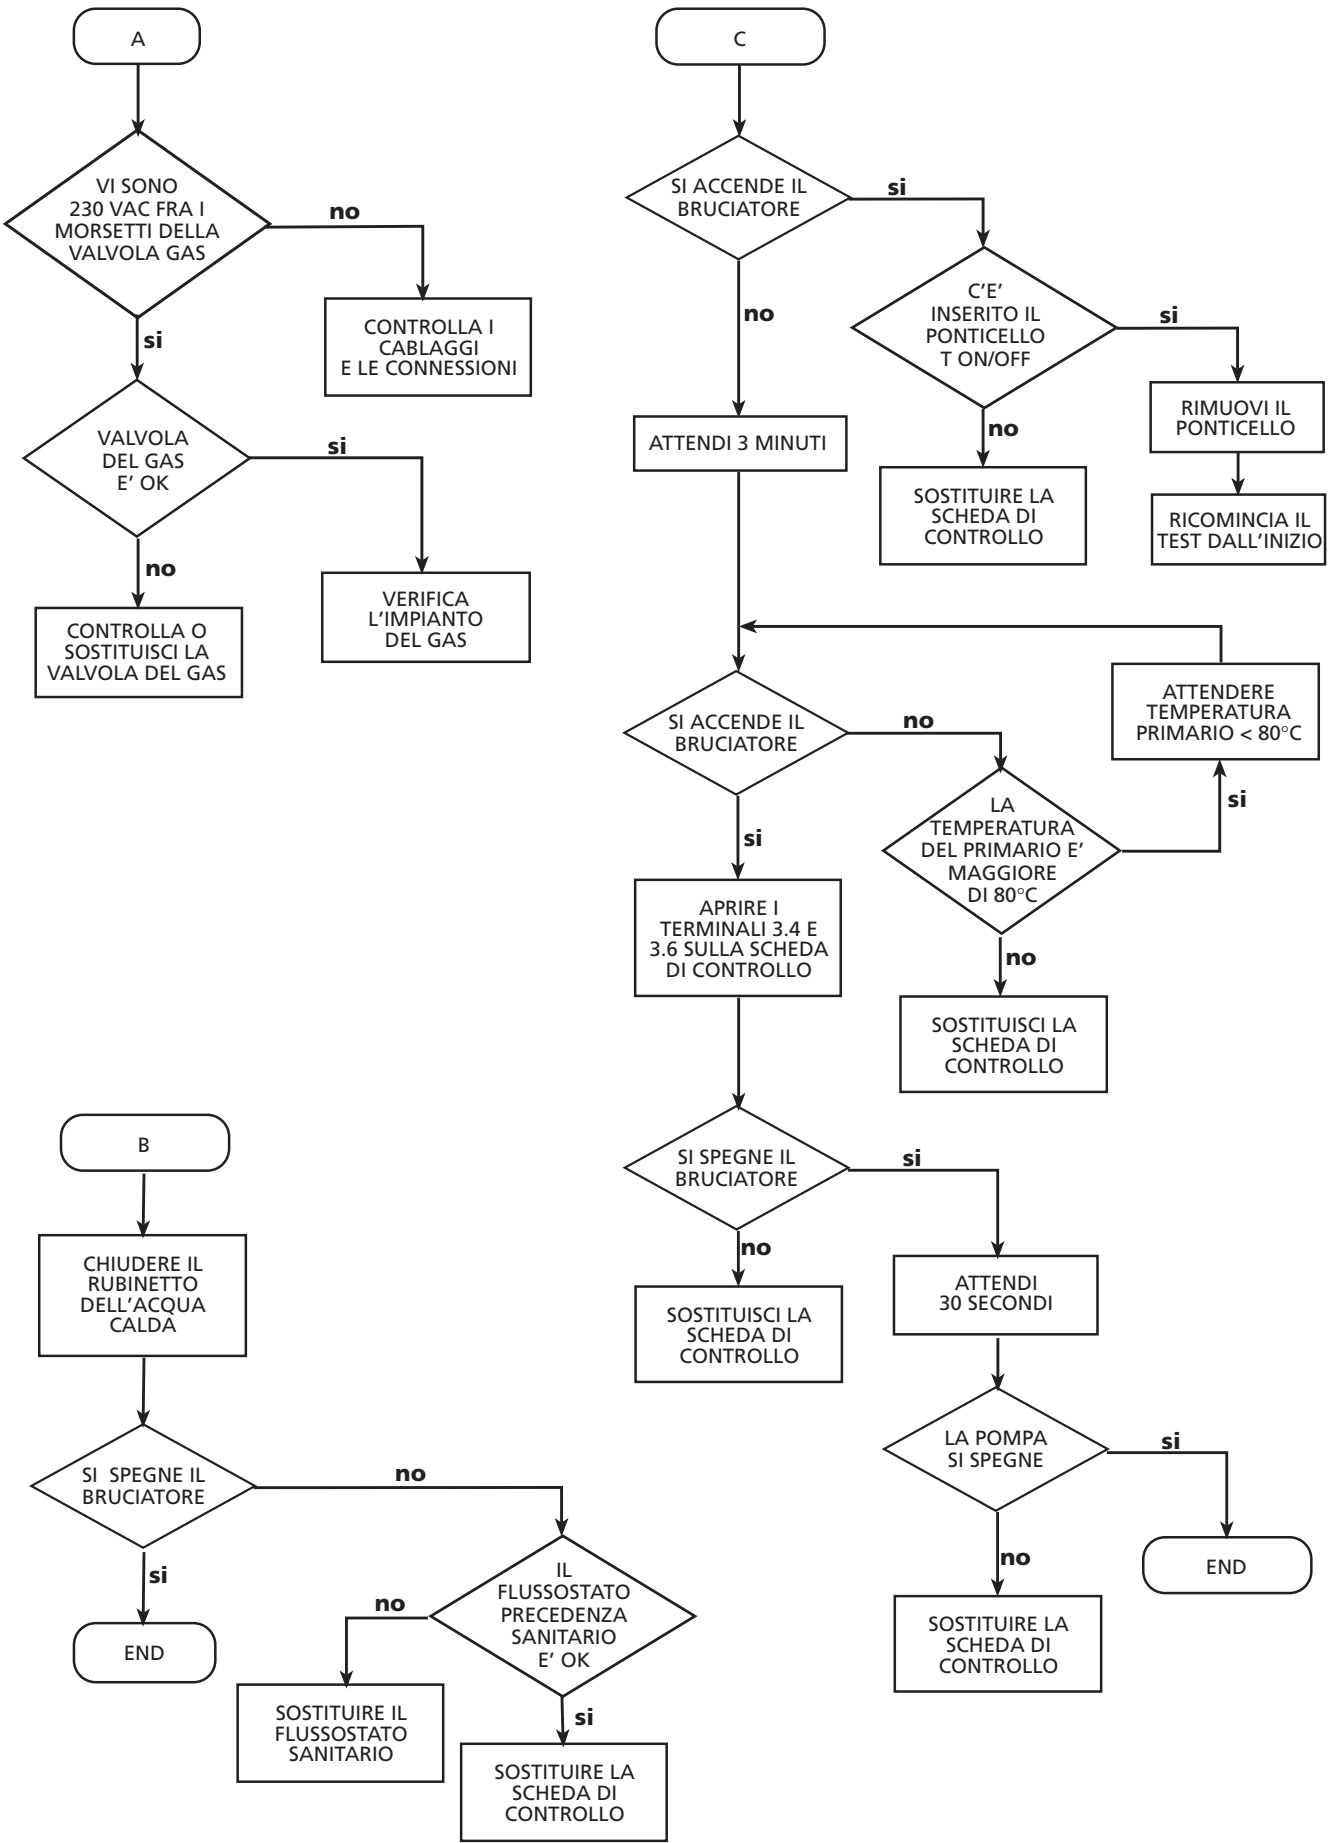 A
VI SONO
230 VAC FRA I
MORSETTI DELLA
VALVOLA GAS
no
CONTROLLA I
CABLAGGI
E LE CONNESSIONI
si
VALVOLA
DEL GAS
E' OK
si
VERIFICA
L'IMPIANTO
DEL GAS
no
CONTROLLA O
SOSTITUISCI LA
VALVOLA DEL GAS
B
CHIUDERE IL
RUBINETTO
DELL'ACQUA
CALDA
SI SPEGNE IL
BRUCIATORE
no
si
END
IL
FLUSSOSTATO
PRECEDENZA
SANITARIO
E' OK
no
SOSTITUIRE IL
FLUSSOSTATO
SANITARIO
si
SOSTITUIRE LA
SCHEDA DI
CONTROLLO
C
SI ACCENDE IL
BRUCIATORE
si
C'E'
INSERITO IL
PONTICELLO
T ON/OFF
si
RIMUOVI IL
PONTICELLO
RICOMINCIA IL
TEST DALL'INIZIO
no
SOSTITUIRE LA
SCHEDA DI
CONTROLLO
no
ATTENDI 3 MINUTI
SI ACCENDE IL
BRUCIATORE
no
LA
TEMPERATURA
DEL PRIMARIO E'
MAGGIORE
DI 80°C
si
ATTENDERE
TEMPERATURA
PRIMARIO < 80°C
no
SOSTITUISCI LA
SCHEDA DI
CONTROLLO
si
APRIRE I
TERMINALI 3.4 E
3.6 SULLA SCHEDA
DI CONTROLLO
SI SPEGNE IL
BRUCIATORE
no
SOSTITUISCI LA
SCHEDA DI
CONTROLLO
si
ATTENDI
30 SECONDI
LA POMPA
SI SPEGNE
si
END
no
SOSTITUIRE LA
SCHEDA DI
CONTROLLO